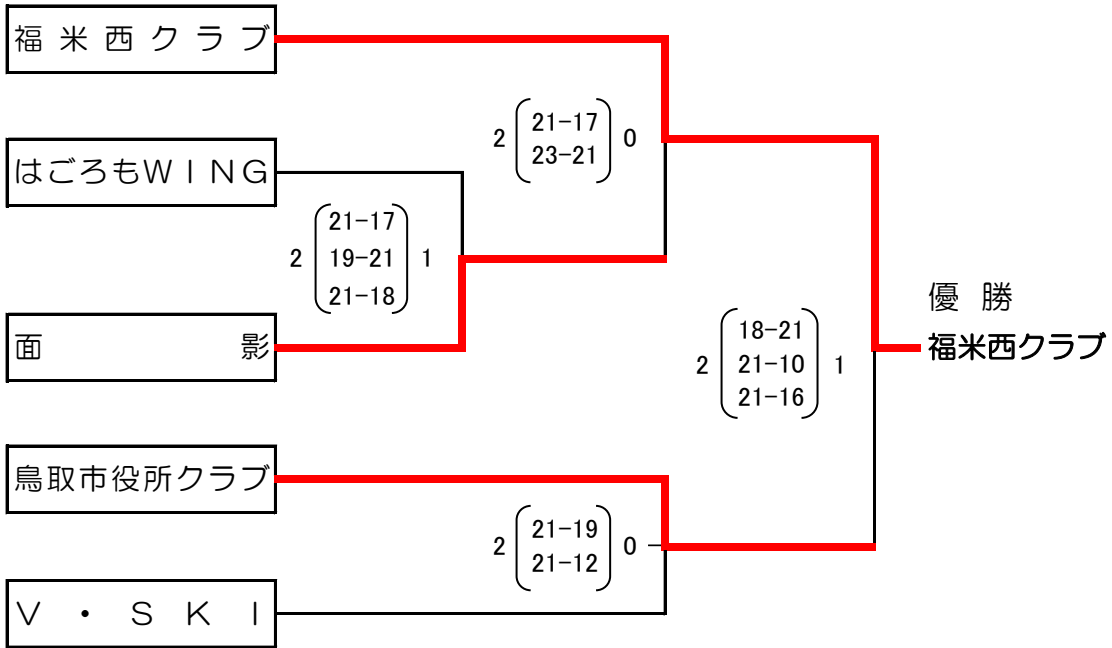 福米西クラブ
はごろもWING
面影
鳥取市役所クラブ
V・SKI
2 21-17 0
23-21
21-17
2 19-21 1
21-18
18-21
2 21-10 1
21-16
2 21-19 0
21-12
優勝
福米西クラブ